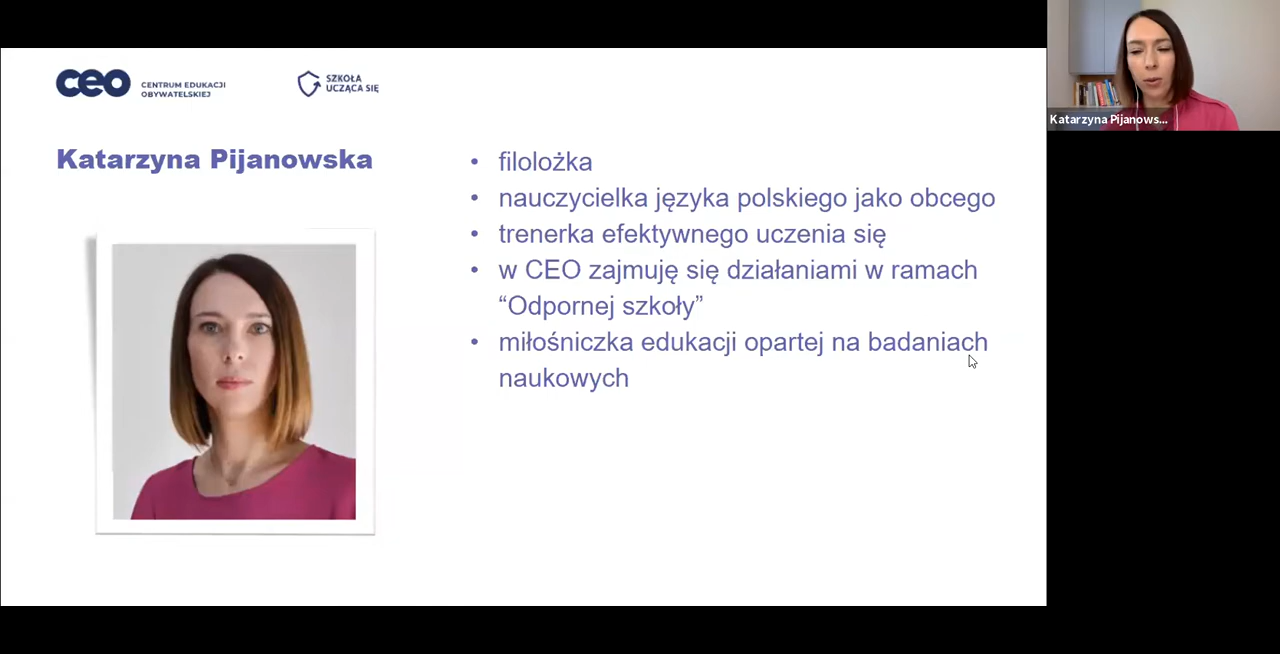 ceo CENTRUM EDUKACJI
OBYWATELSKIEJ
SZKOŁA
UCZĄCA SIĘ
Katarzyna Pijanowska
• filolożka
• nauczycielka języka polskiego jako obcego
• trenerka efektywnego uczenia się
• w CEO zajmuję się działaniami w ramach
“Odpornej szkoły”
• miłośniczka edukacji opartej na badaniach
naukowych
Katarzyna Pijanows...